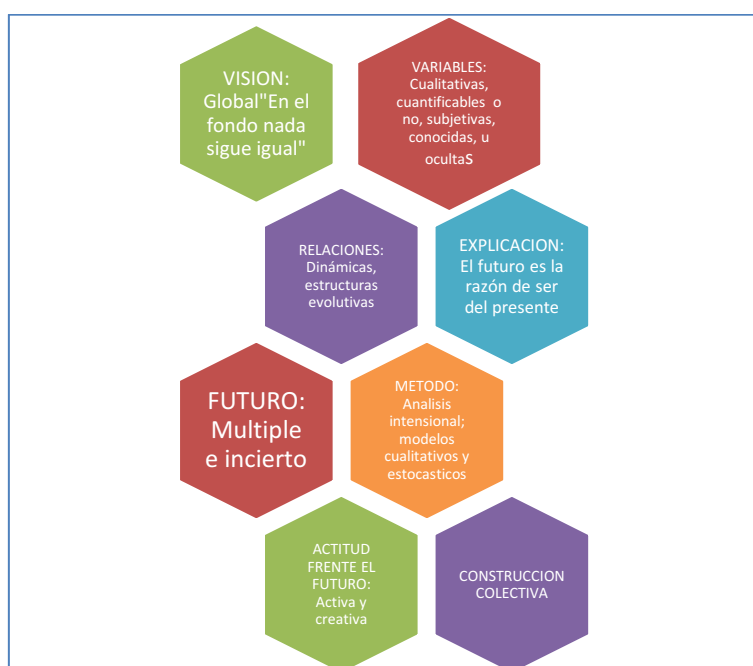 VISION:
Global"En el
fondo nada
sigue igual"
VARIABLES:
Cualitativas,
cuantificables o
no, subjetivas,
conocidas, u
ocultas
RELACIONES:
Dinámicas,
estructuras
evolutivas
EXPLICACION:
El futuro es la
razón de ser
del presente
FUTURO:
Multiple
e incierto
METODO:
Analisis
intensional;
modelos
cualitativos y
estocasticos
ACTITUD
FRENTE EL
FUTURO:
Activa y
creativa
CONSTRUCCION
COLECTIVA